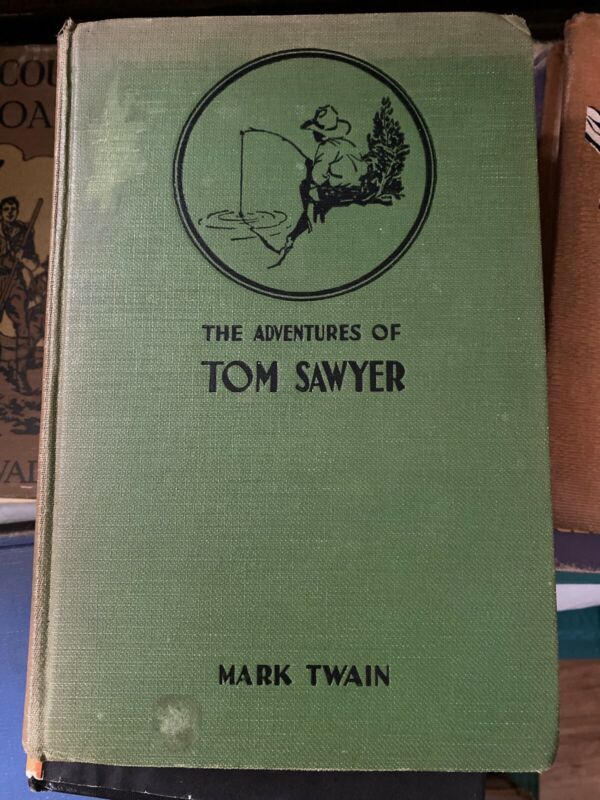 THE ADVENTURES OF
TOM SAWYER
MARK TWAIN